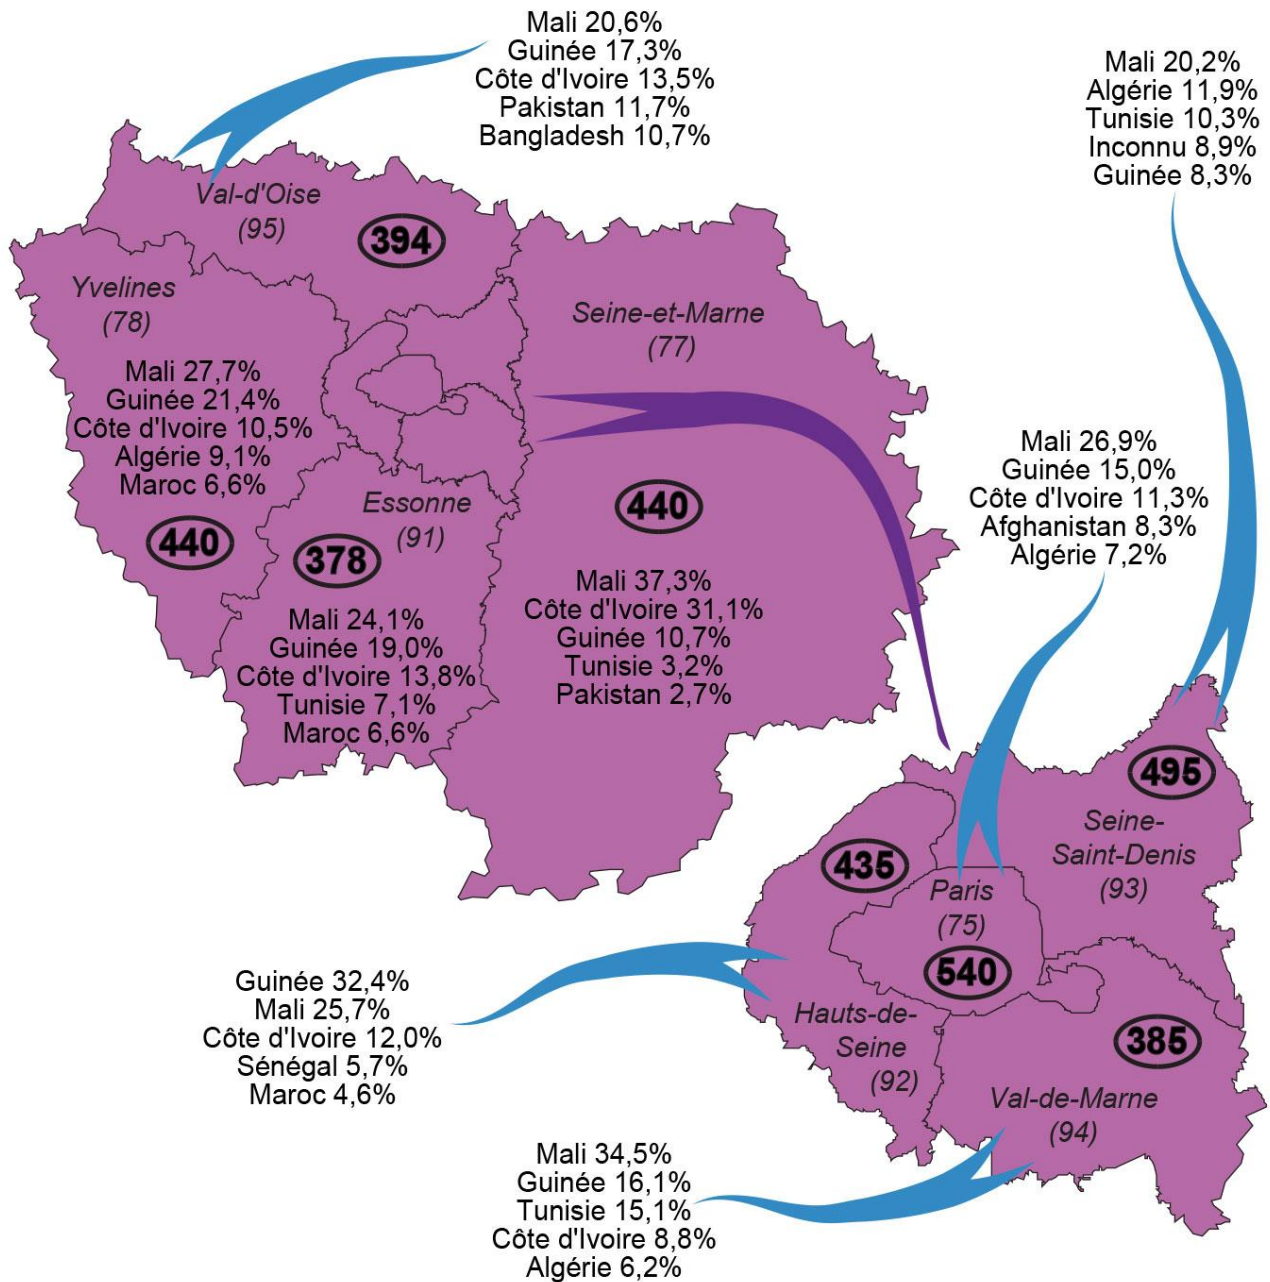 Mali 20,6%
Guinée 17,3%
Côte d'Ivoire 13,5%
Pakistan 11,7%
Bangladesh 10,7%
Mali 20,2%
Algérie 11,9%
Tunisie 10,3%
Inconnu 8,9%
Guinée 8,3%
Val-d'Oise
(95)
394
Yvelines
(78)
Mali 27,7%
Guinée 21,4%
Côte d'Ivoire 10,5%
Algérie 9,1%
Maroc 6,6%
440
Seine-et-Marne
(77)
440
Mali 37,3%
Côte d'Ivoire 31,1%
Guinée 10,7%
Tunisie 3,2%
Pakistan 2,7%
Essonne
(91)
378
Mali 24,1%
Guinée 19,0%
Côte d'Ivoire 13,8%
Tunisie 7,1%
Maroc 6,6%
Mali 26,9%
Guinée 15,0%
Côte d'Ivoire 11,3%
Afghanistan 8,3%
Algérie 7,2%
495
Seine-
Saint-Denis
(93)
435
Paris
(75)
540
Hauts-de-
Seine
(92)
Guinée 32,4%
Mali 25,7%
Côte d'Ivoire 12,0%
Sénégal 5,7%
Maroc 4,6%
385
Val-de-Marne
(94)
Mali 34,5%
Guinée 16,1%
Tunisie 15,1%
Côte d'Ivoire 8,8%
Algérie 6,2%